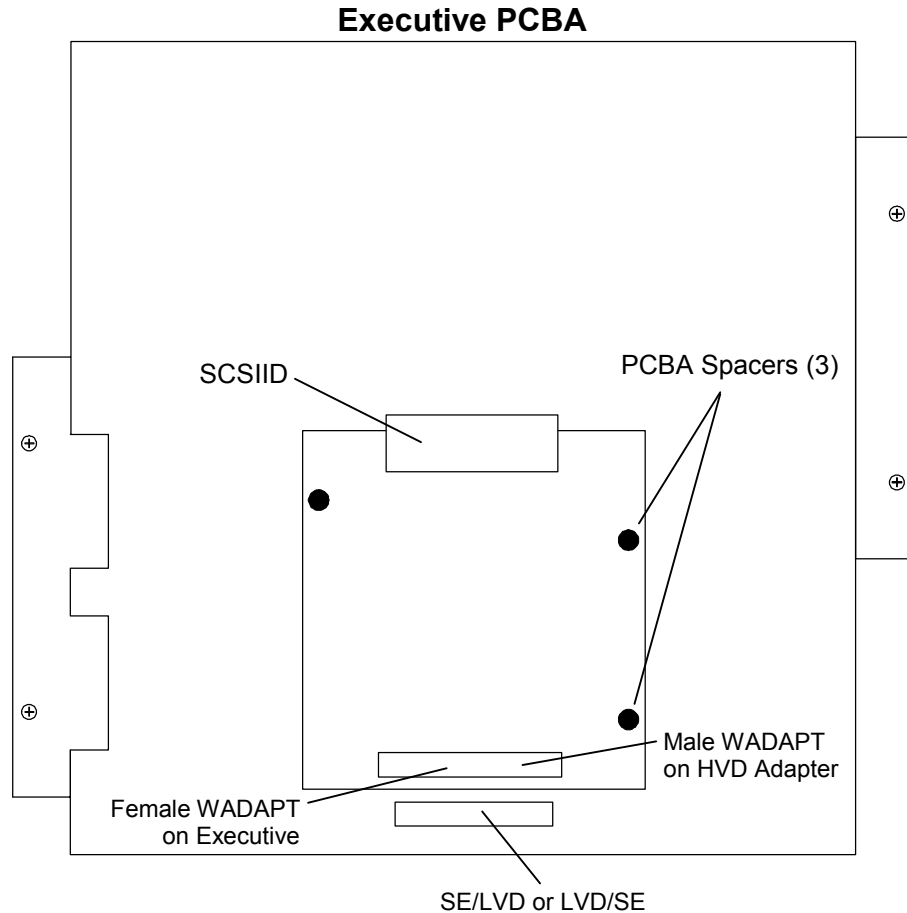 Executive PCBA
SCSIID
PCBA Spacers (3)
Male WADAPT
on HVD Adapter
Female WADAPT
on Executive
SE/LVD or LVD/SE